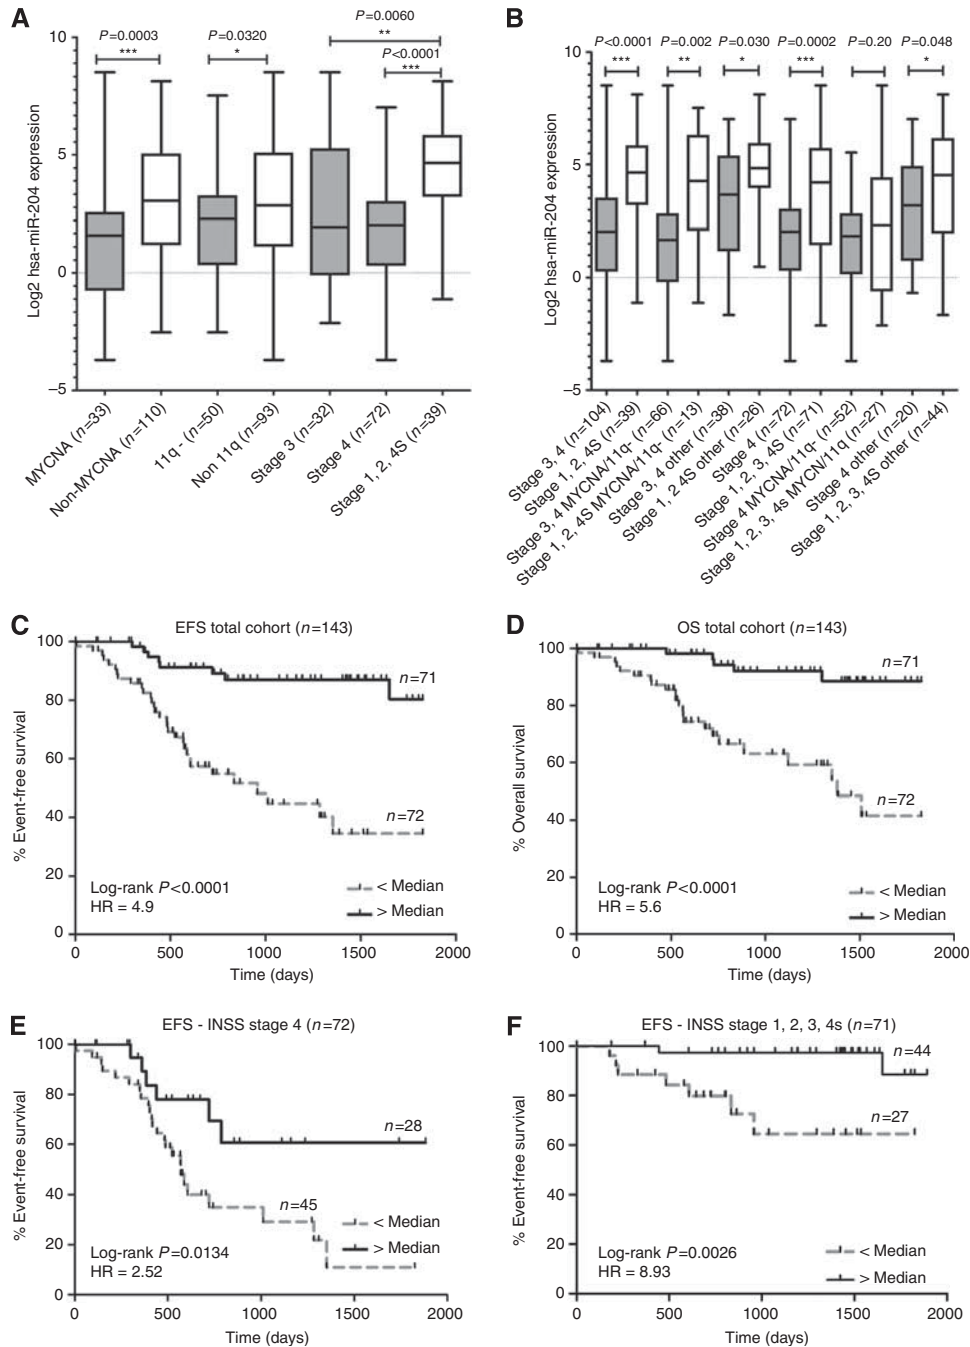 A
P=0.0060
**
P=0.0003
***
P=0.0320
*
P<0.0001
***
Log2 hsa-miR-204 expression
10
5
0
–5
MYCNA (n=33)
Non-MYCNA (n=110)
11q - (n=50)
Non 11q (n=93)
Stage 3 (n=32)
Stage 4 (n=72)
Stage 1, 2, 4S (n=39)
B
P<0.0001
P=0.002
P=0.030
P=0.0002
P=0.20
P=0.048
***
**
*
***
*
Log2 hsa-miR-204 expression
10
5
0
–5
Stage 3, 4 (n=104)
Stage 1, 2, 4S (n=39)
Stage 3, 4 MYCNA/11q- (n=66)
Stage 1, 2, 4S MYCNA/11q- (n=13)
Stage 3, 4 other (n=38)
Stage 1, 2 4S other (n=26)
Stage 4 (n=72)
Stage 1, 2, 3, 4S (n=71)
Stage 4 MYCNA/11q- (n=52)
Stage 1, 2, 3, 4s MYCN/11q (n=27)
Stage 4 other (n=20)
Stage 1, 2, 3, 4S other (n=44)
C
EFS total cohort (n=143)
% Event-free survival
100
80
60
40
20
0
n=71
n=72
Log-rank P<0.0001
HR = 4.9
< Median
> Median
0 500 1000 1500 2000
Time (days)
D
OS total cohort (n=143)
% Overall survival
100
80
60
40
20
0
n=71
n=72
Log-rank P<0.0001
HR = 5.6
< Median
> Median
0 500 1000 1500 2000
Time (days)
E
EFS - INSS stage 4 (n=72)
% Event-free survival
100
80
60
40
20
0
n=28
n=45
Log-rank P=0.0134
HR = 2.52
< Median
> Median
0 500 1000 1500 2000
Time (days)
F
EFS - INSS stage 1, 2, 3, 4s (n=71)
% Event-free survival
100
80
60
40
20
0
n=44
n=27
Log-rank P=0.0026
HR = 8.93
< Median
> Median
0 500 1000 1500 2000
Time (days)